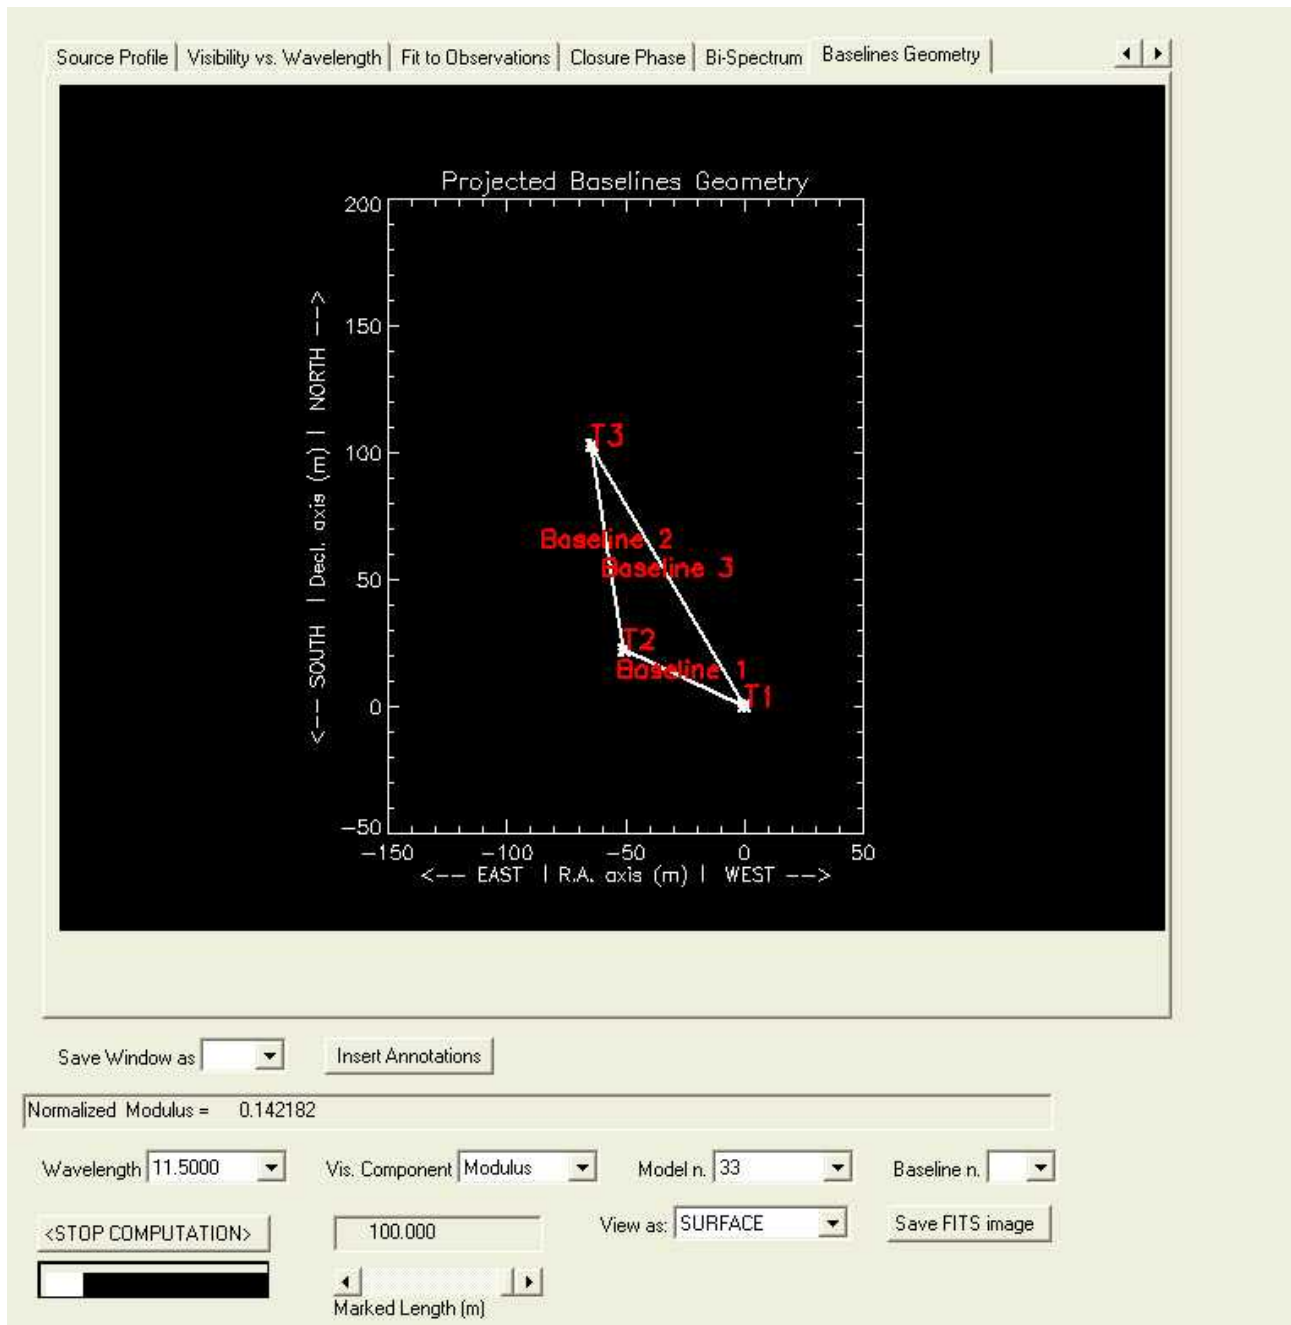 Source Profile Visibility vs. Wavelength Fit to Observations Closure Phase Bi-Spectrum Baselines Geometry
Projected Baselines Geometry
200
150
100
50
0
-50
<-- SOUTH | Decl. axis (m) | NORTH -->
T3
Baseline 2
Baseline 3
T2
Baseline 1
T1
-150 -100 -50 0 50
<-- EAST | R.A. axis (m) | WEST -->
Save Window as Insert Annotations
Normalized Modulus = 0.142182
Wavelength 11.5000 Vis. Component Modulus Model n. 33 Baseline n.
<STOP COMPUTATION> 100.000 View as: SURFACE Save FITS image
Marked Length (m)